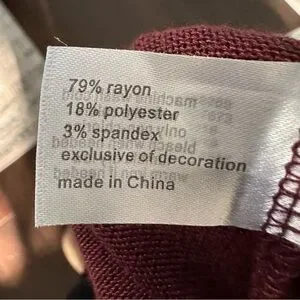 79% rayon
18% polyester
3% spandex
exclusive of decoration
made in China